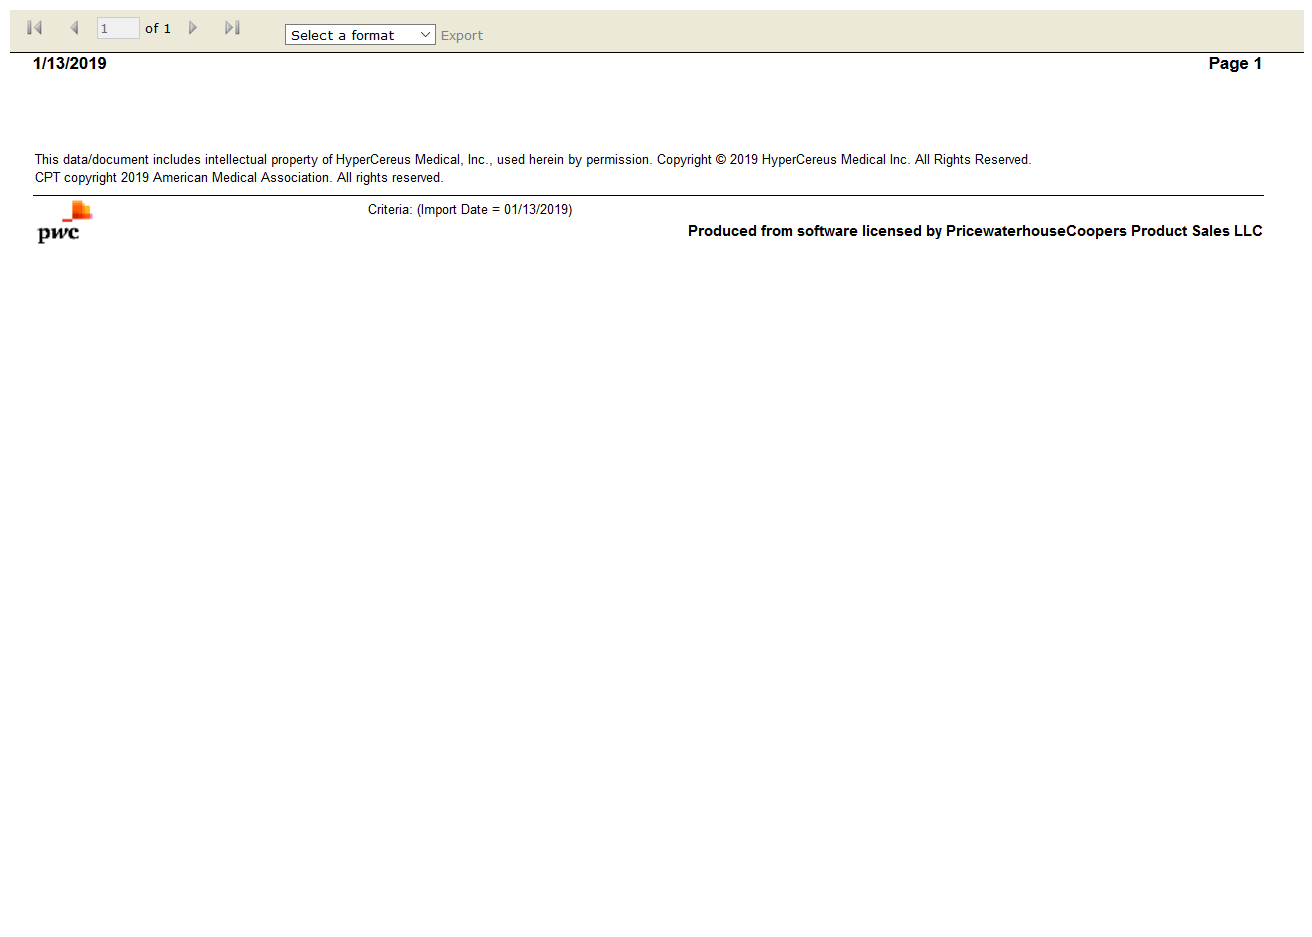 1 of 1 Select a format Export
1/13/2019 Page 1
This data/document includes intellectual property of HyperCereus Medical, Inc., used herein by permission. Copyright © 2019 HyperCereus Medical Inc. All Rights Reserved.
CPT copyright 2019 American Medical Association. All rights reserved.
Criteria: (Import Date = 01/13/2019)
pwc
Produced from software licensed by PricewaterhouseCoopers Product Sales LLC